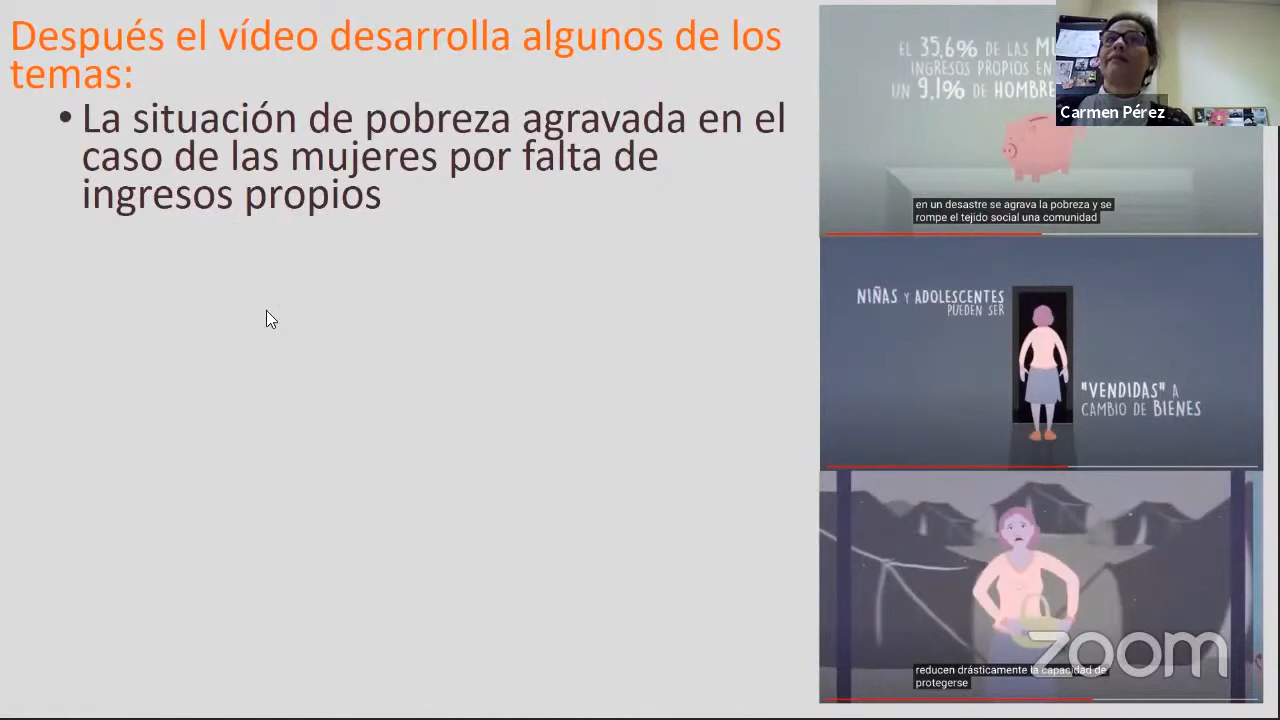 Después el vídeo desarrolla algunos de los
temas:
• La situación de pobreza agravada en el
caso de las mujeres por falta de
ingresos propios
EL 35,6% DE LAS
INGRESOS PROPIOS EN
UN 9,1% DE HOMBRE
Carmen Pérez
en un desastre se agrava la pobreza y se
rompe el tejido social una comunidad
NIÑAS Y ADOLESCENTES
PUEDEN SER
"VENDIDAS" A
CAMBIO DE BIENES
zoom
reducen drásticamente la capacidad de
protegerse